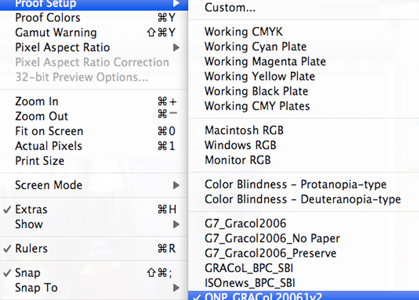 Proof Setup
Proof Colors ⌘Y
Gamut Warning ⇧⌘Y
Pixel Aspect Ratio
Pixel Aspect Ratio Correction
32-bit Preview Options...
Zoom In ⌘+
Zoom Out ⌘−
Fit on Screen ⌘0
Actual Pixels ⌘1
Print Size
Screen Mode
✓ Extras ⌘H
Show
✓ Rulers ⌘R
✓ Snap ⇧⌘;
Snap To
Custom...
Working CMYK
Working Cyan Plate
Working Magenta Plate
Working Yellow Plate
Working Black Plate
Working CMY Plates
Macintosh RGB
Windows RGB
Monitor RGB
Color Blindness – Protanopia-type
Color Blindness – Deuteranopia-type
G7_Gracol2006
G7_Gracol2006_No Paper
G7_Gracol2006_Preserve
GRACoL_BPC_SBI
ISOnews_BPC_SBI
✓ ONP_GRACol20061v2